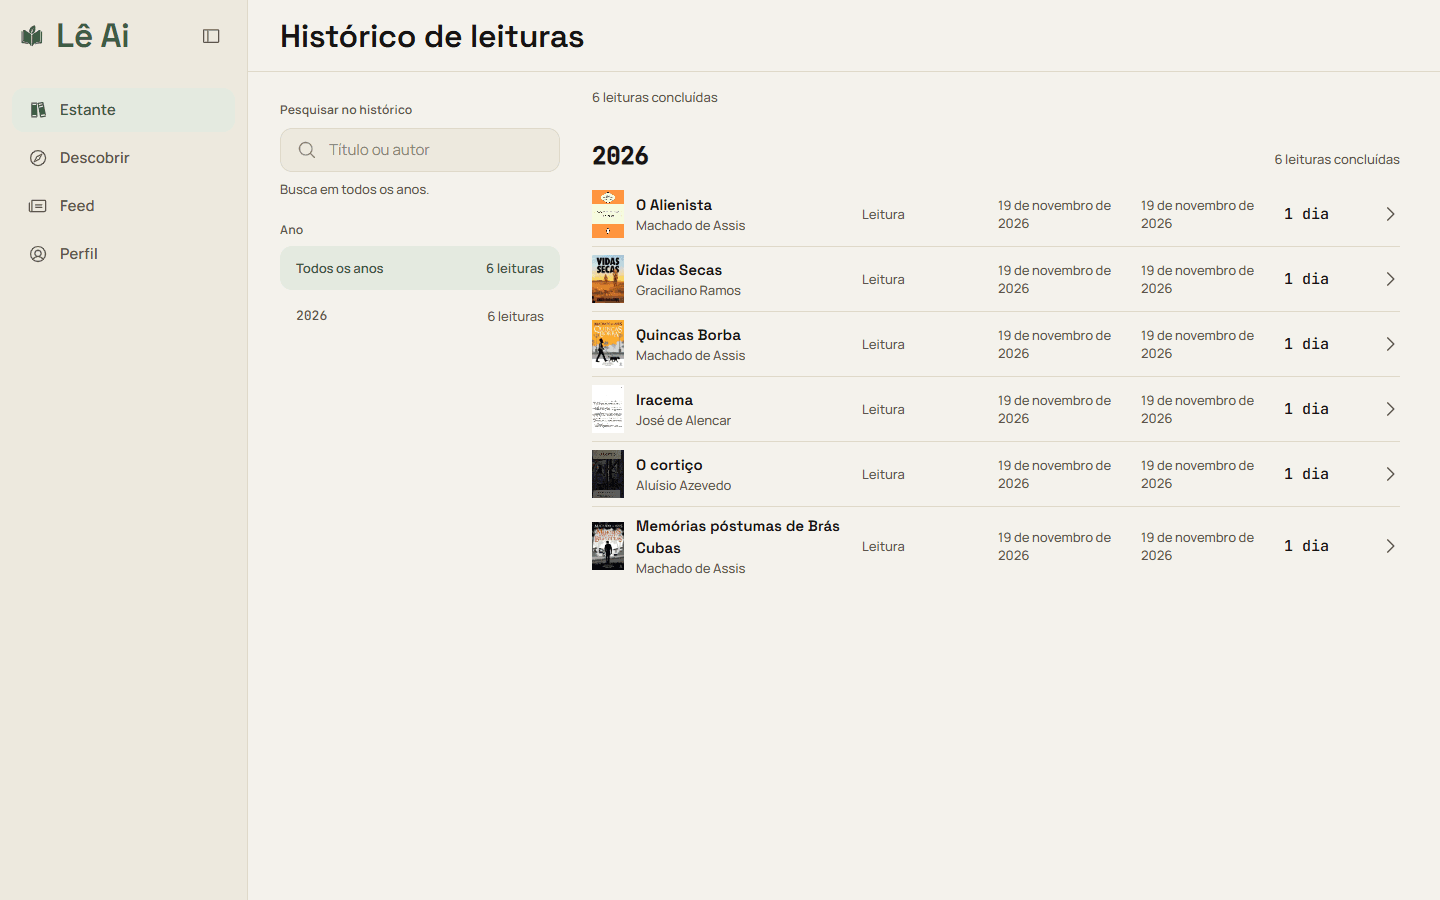 Lê Ai
Estante
Descobrir
Feed
Perfil
Histórico de leituras
Pesquisar no histórico
Título ou autor
Busca em todos os anos.
Ano
Todos os anos 6 leituras
2026 6 leituras
6 leituras concluídas
2026 6 leituras concluídas
O Alienista
Machado de Assis
Leitura
19 de novembro de
2026
19 de novembro de
2026
1 dia
VIDAS
SECAS
Vidas Secas
Graciliano Ramos
Leitura
19 de novembro de
2026
19 de novembro de
2026
1 dia
Quincas Borba
Machado de Assis
Leitura
19 de novembro de
2026
19 de novembro de
2026
1 dia
Iracema
José de Alencar
Leitura
19 de novembro de
2026
19 de novembro de
2026
1 dia
O cortiço
Aluísio Azevedo
Leitura
19 de novembro de
2026
19 de novembro de
2026
1 dia
Memórias póstumas de Brás
Cubas
Machado de Assis
Leitura
19 de novembro de
2026
19 de novembro de
2026
1 dia